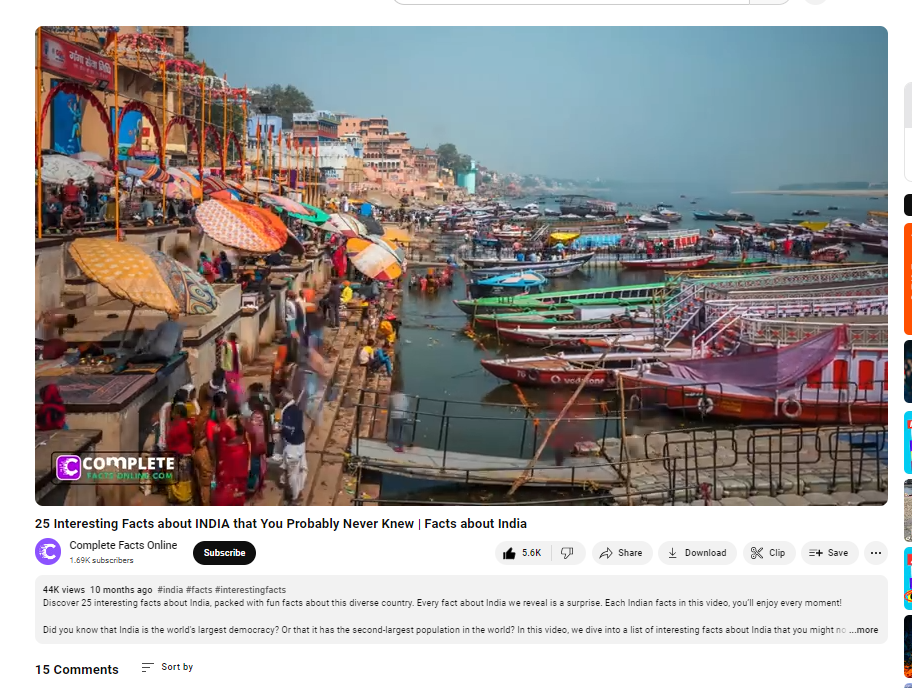 COMPLETE
FACTS-ONLINE.COM
vodafone
25 Interesting Facts about INDIA that You Probably Never Knew | Facts about India
Complete Facts Online
1.69K subscribers
Subscribe
5.6K
Share
Download
Clip
Save
44K views 10 months ago #india #facts #interestingfacts
Discover 25 interesting facts about India, packed with fun facts about this diverse country. Every fact about India we reveal is a surprise. Each Indian facts in this video, you'll enjoy every moment!
Did you know that India is the world's largest democracy? Or that it has the second-largest population in the world? In this video, we dive into a list of interesting facts about India that you might no ...more
15 Comments
Sort by